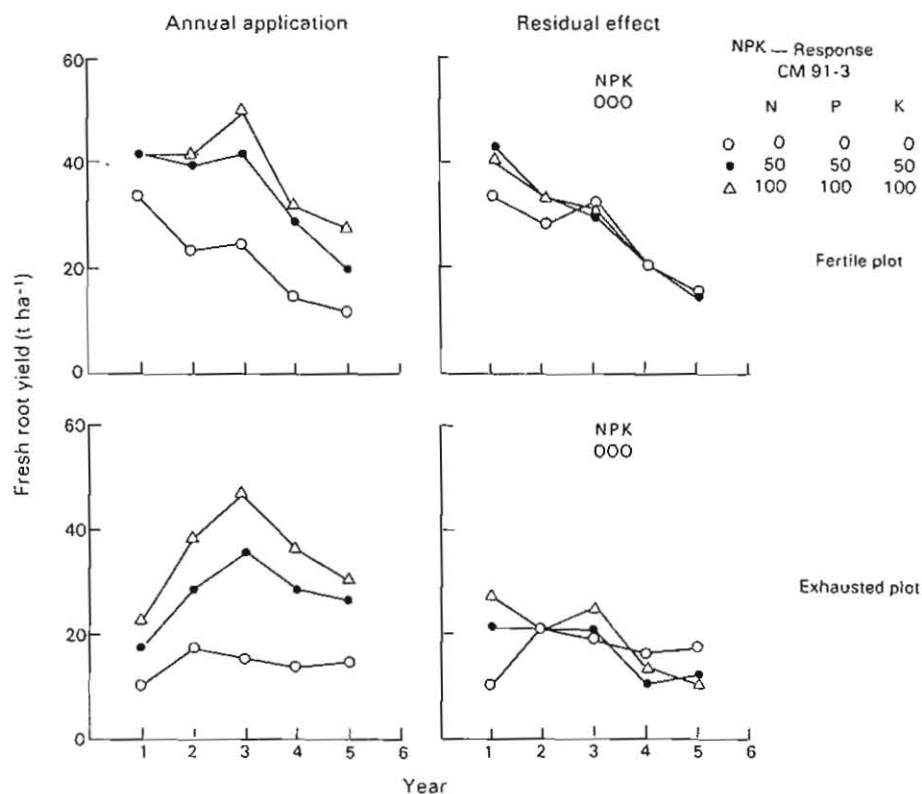 Annual application
Residual effect
NPK — Response
CM 91-3
N P K
0 0 0
50 50 50
100 100 100
Fertile plot
Exhausted plot
NPK
000
NPK
000
Fresh root yield (t ha⁻¹)
60
40
20
0
60
40
20
0
1 2 3 4 5 6
1 2 3 4 5 6
Year